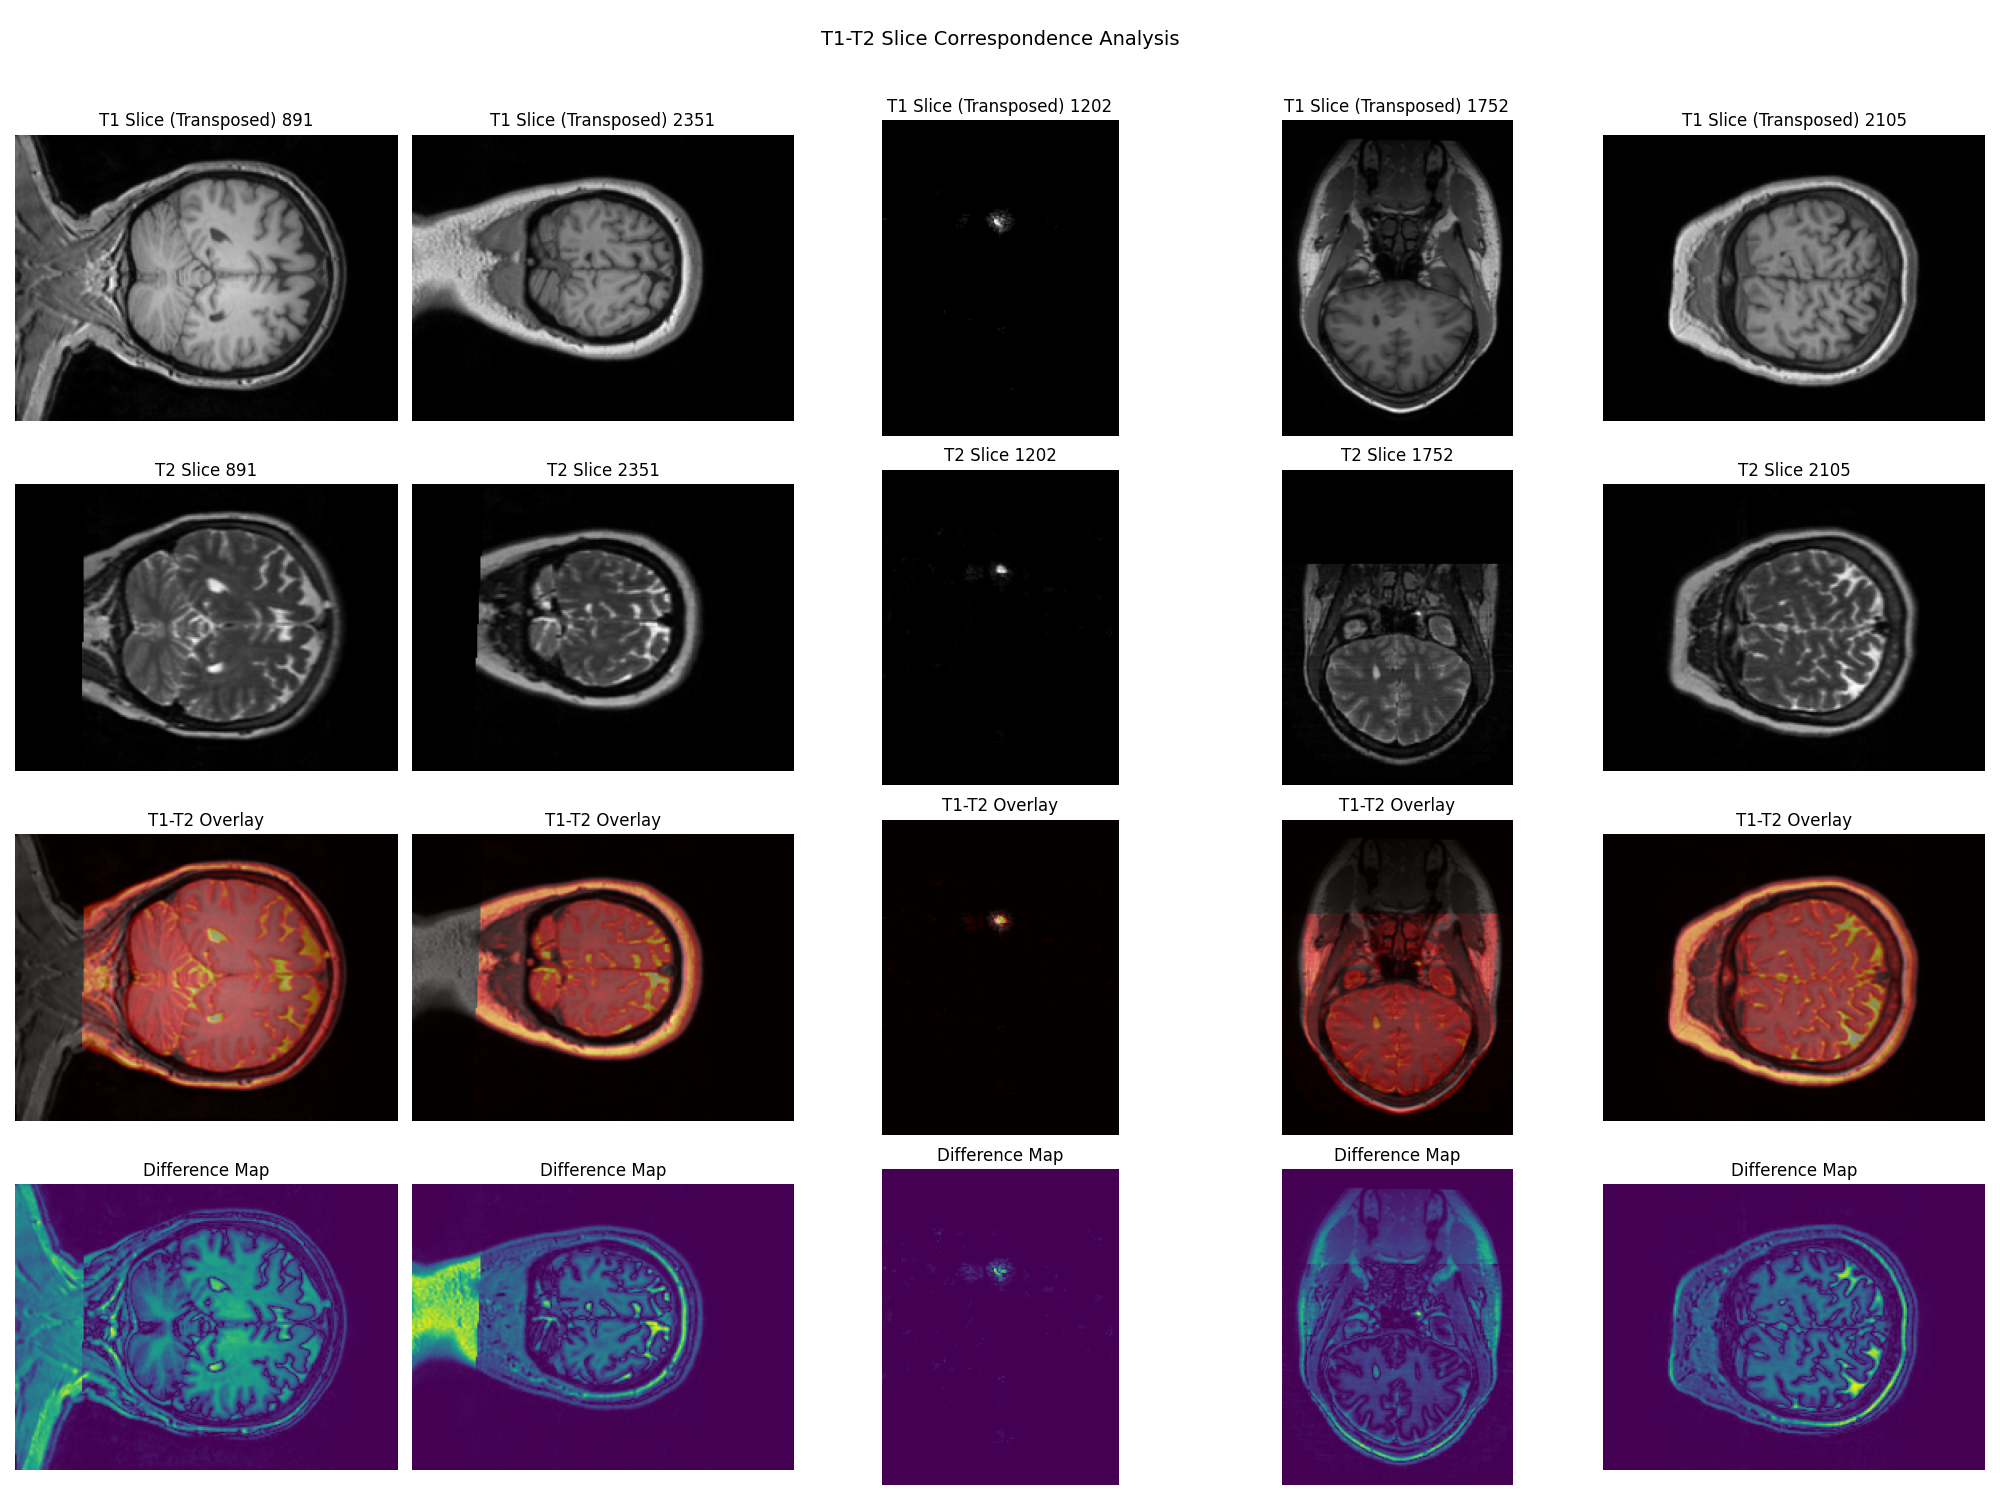 T1-T2 Slice Correspondence Analysis
T1 Slice (Transposed) 891
T1 Slice (Transposed) 2351
T1 Slice (Transposed) 1202
T1 Slice (Transposed) 1752
T1 Slice (Transposed) 2105
T2 Slice 891
T2 Slice 2351
T2 Slice 1202
T2 Slice 1752
T2 Slice 2105
T1-T2 Overlay
T1-T2 Overlay
T1-T2 Overlay
T1-T2 Overlay
T1-T2 Overlay
Difference Map
Difference Map
Difference Map
Difference Map
Difference Map